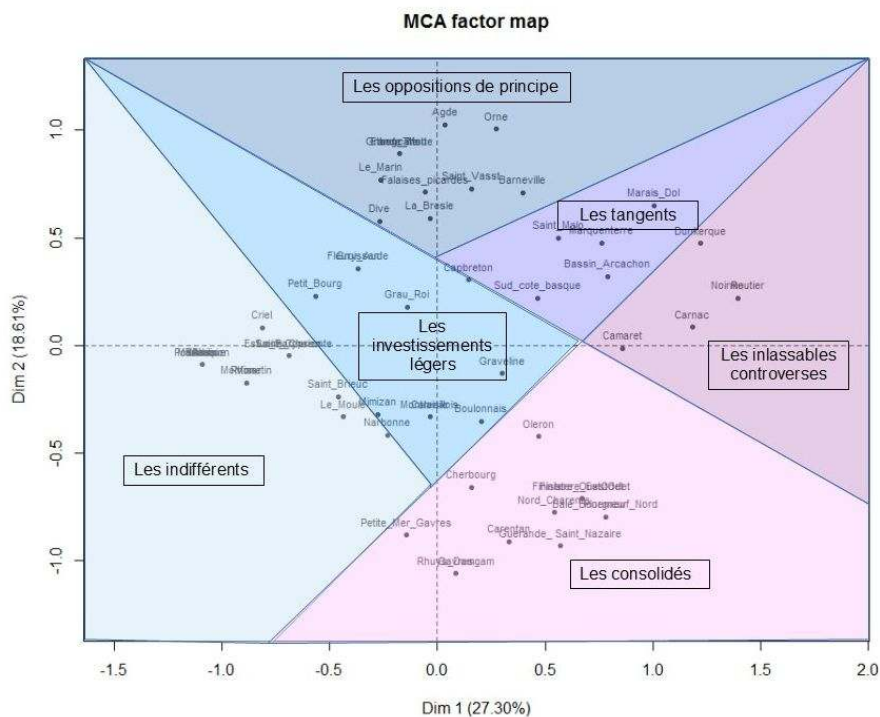 MCA factor map
Les oppositions de principe
Agde
Orne
Le_Marin
Falaises_picardes
Saint_Vasst
Barneville
Marais_Dol
Dive
La_Bresle
Les tangents
Saint_Malo
Marquenterre
Dunkerque
Capbreton
Bassin_Arcachon
Petit_Bourg
Grau_Roi
Sud_cote_basque
Carnac
Criel
Les
investissements
légers
Camaret
Les inlassables
controverses
Graveline
Saint_Brieuc
Le_Moule
Mimizan
Narbonne
Boulonnais
Oleron
Les indifférents
Cherbourg
Nord_Charente
Petite_Mer_Gavres
Carentan
Guerande_Saint_Nazaire
Les consolidés
1.0
0.5
0.0
-0.5
-1.0
Dim 2 (18.61%)
-1.5
-1.0
-0.5
0.0
0.5
1.0
1.5
2.0
Dim 1 (27.30%)